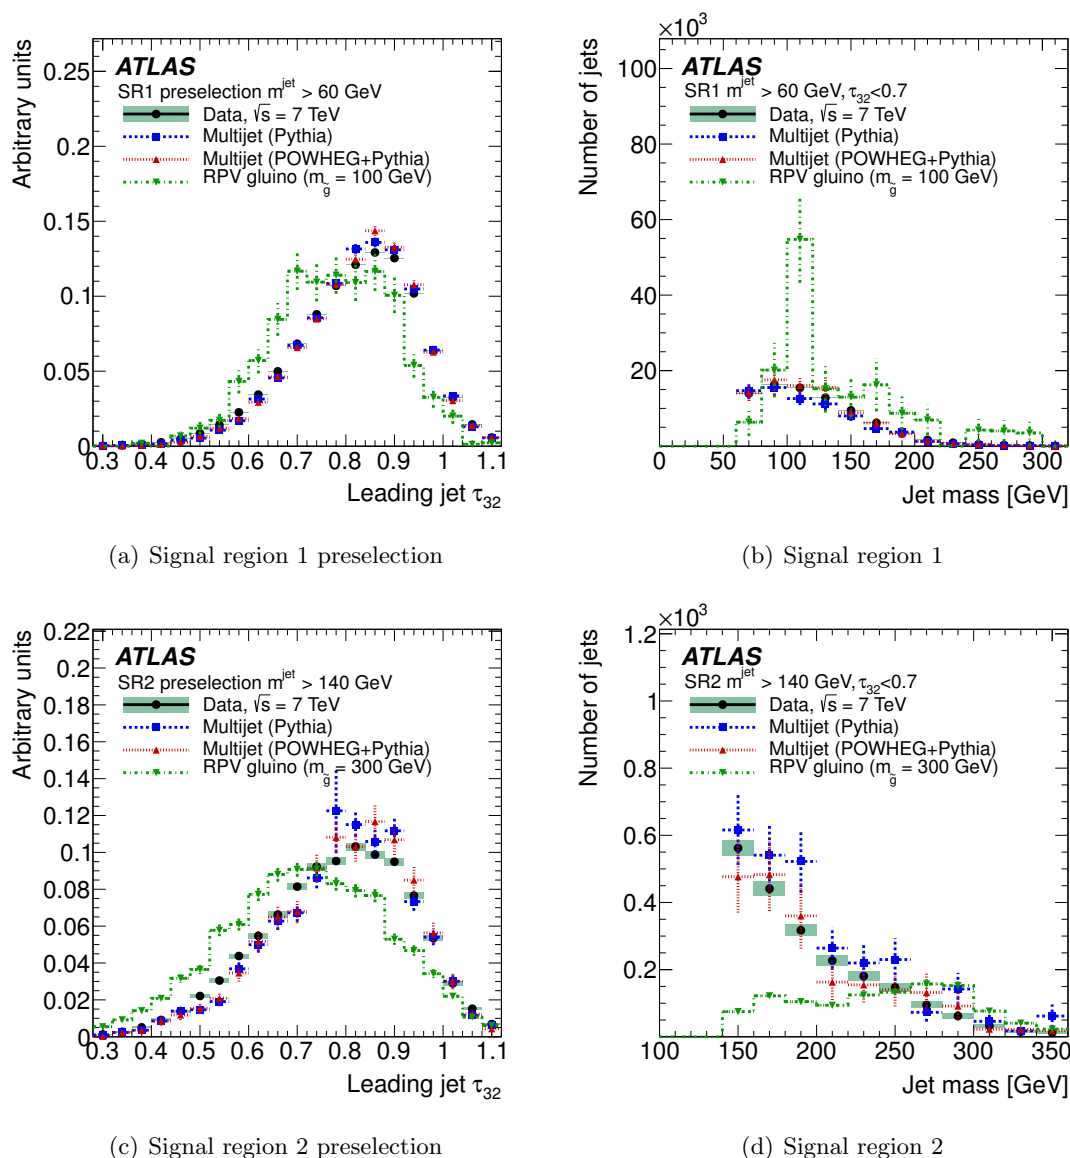 Arbitrary units
0.25
0.2
0.15
0.1
0.05
0
ATLAS
SR1 preselection m^jet > 60 GeV
Data, √s = 7 TeV
Multijet (Pythia)
Multijet (POWHEG+Pythia)
RPV gluino (m_g̃ = 100 GeV)
0.3 0.4 0.5 0.6 0.7 0.8 0.9 1.0 1.1
Leading jet τ_32
(a) Signal region 1 preselection
×10^3
Number of jets
100
80
60
40
20
ATLAS
SR1 m^jet > 60 GeV, τ_32<0.7
Data, √s = 7 TeV
Multijet (Pythia)
Multijet (POWHEG+Pythia)
RPV gluino (m_g̃ = 100 GeV)
0 50 100 150 200 250 300
Jet mass [GeV]
(b) Signal region 1
Arbitrary units
0.22
0.2
0.18
0.16
0.14
0.12
0.1
0.08
0.06
0.04
0.02
0
ATLAS
SR2 preselection m^jet > 140 GeV
Data, √s = 7 TeV
Multijet (Pythia)
Multijet (POWHEG+Pythia)
RPV gluino (m_g̃ = 300 GeV)
0.3 0.4 0.5 0.6 0.7 0.8 0.9 1.0 1.1
Leading jet τ_32
(c) Signal region 2 preselection
×10^3
Number of jets
1.2
1
0.8
0.6
0.4
0.2
ATLAS
SR2 m^jet > 140 GeV, τ_32<0.7
Data, √s = 7 TeV
Multijet (Pythia)
Multijet (POWHEG+Pythia)
RPV gluino (m_g̃ = 300 GeV)
100 150 200 250 300 350
Jet mass [GeV]
(d) Signal region 2